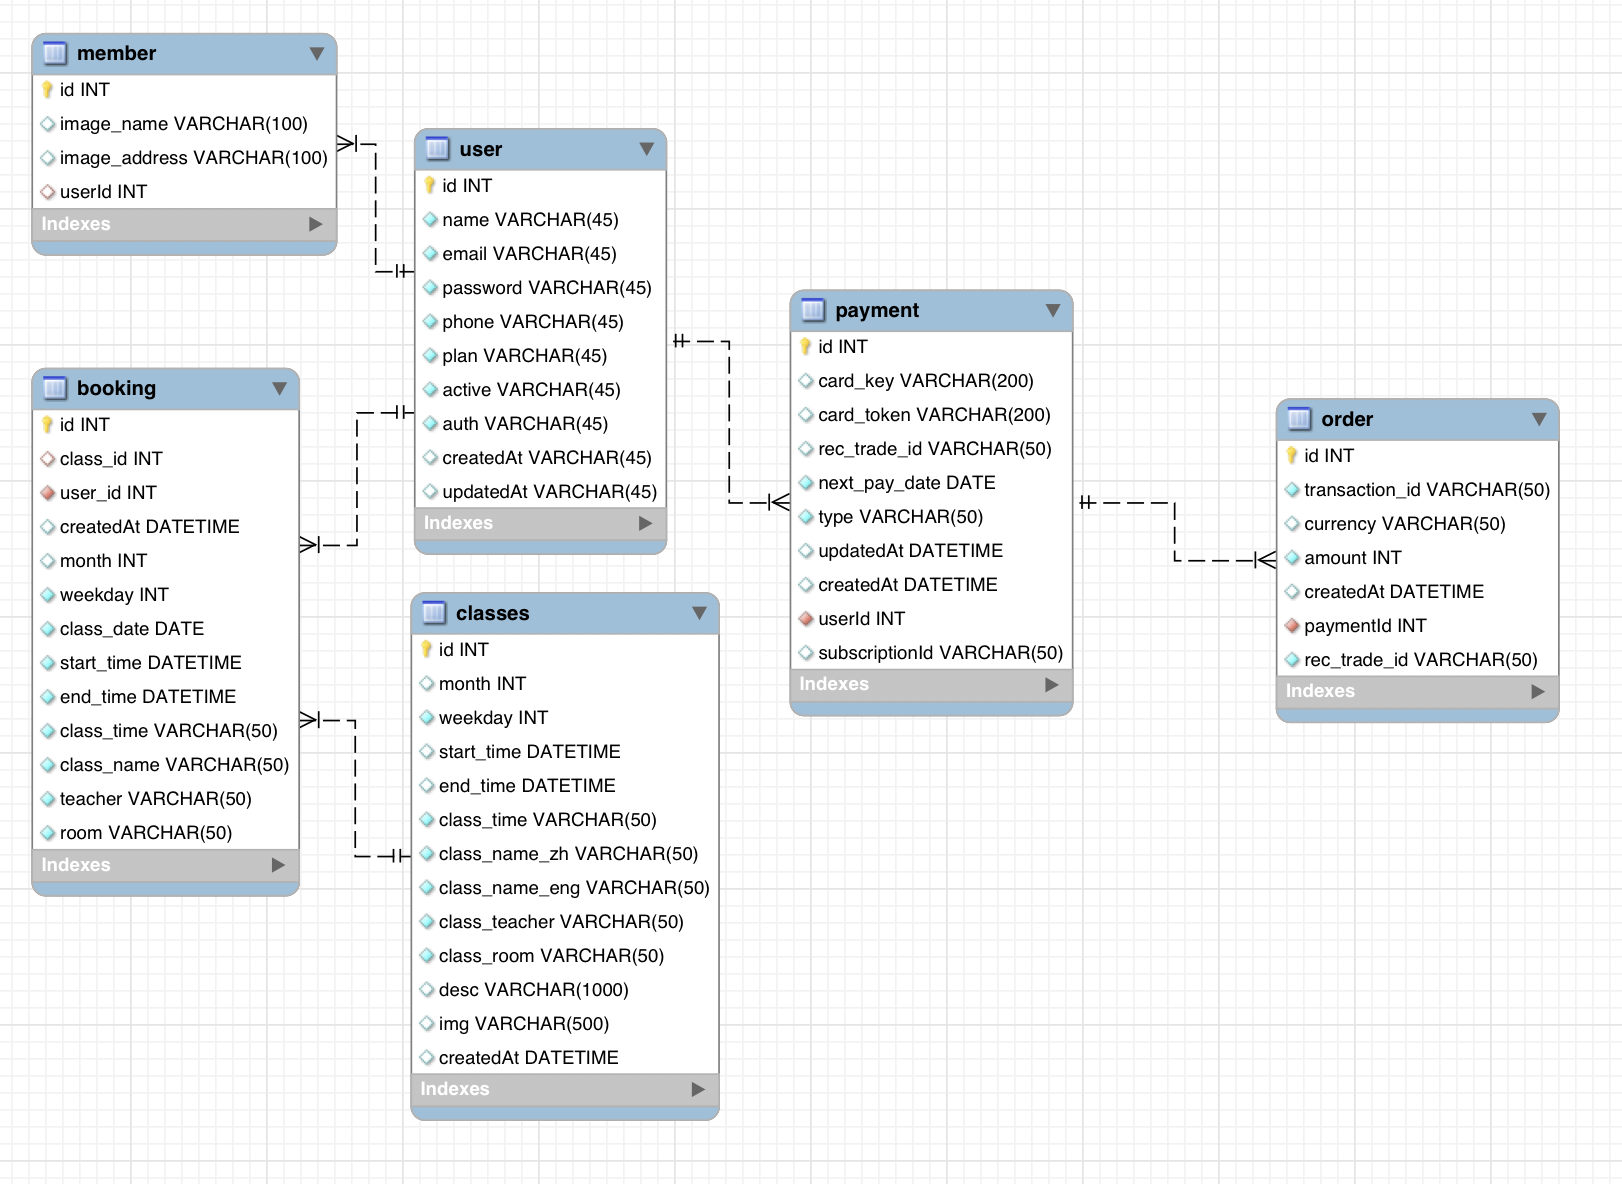 member
id INT
image_name VARCHAR(100)
image_address VARCHAR(100)
userId INT
Indexes
user
id INT
name VARCHAR(45)
email VARCHAR(45)
password VARCHAR(45)
phone VARCHAR(45)
plan VARCHAR(45)
active VARCHAR(45)
auth VARCHAR(45)
createdAt VARCHAR(45)
updatedAt VARCHAR(45)
Indexes
booking
id INT
class_id INT
user_id INT
createdAt DATETIME
month INT
weekday INT
class_date DATE
start_time DATETIME
end_time DATETIME
class_time VARCHAR(50)
class_name VARCHAR(50)
teacher VARCHAR(50)
room VARCHAR(50)
Indexes
classes
id INT
month INT
weekday INT
start_time DATETIME
end_time DATETIME
class_time VARCHAR(50)
class_name_zh VARCHAR(50)
class_name_eng VARCHAR(50)
class_teacher VARCHAR(50)
class_room VARCHAR(50)
desc VARCHAR(1000)
img VARCHAR(500)
createdAt DATETIME
Indexes
payment
id INT
card_key VARCHAR(200)
card_token VARCHAR(200)
rec_trade_id VARCHAR(50)
next_pay_date DATE
type VARCHAR(50)
updatedAt DATETIME
createdAt DATETIME
userId INT
subscriptionId VARCHAR(50)
Indexes
order
id INT
transaction_id VARCHAR(50)
currency VARCHAR(50)
amount INT
createdAt DATETIME
paymentId INT
rec_trade_id VARCHAR(50)
Indexes